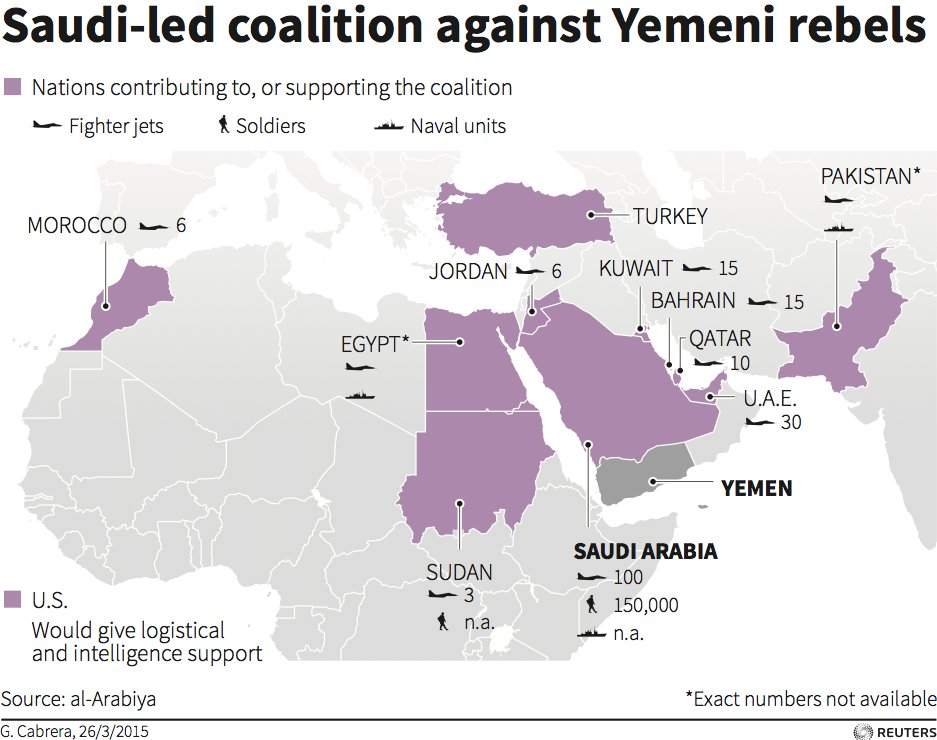 Saudi-led coalition against Yemeni rebels
Nations contributing to, or supporting the coalition
Fighter jets
Soldiers
Naval units
PAKISTAN*
MOROCCO
6
TURKEY
JORDAN
6
KUWAIT
15
BAHRAIN
15
EGYPT*
QATAR
10
U.A.E.
30
YEMEN
SAUDI ARABIA
100
150,000
n.a.
SUDAN
3
n.a.
U.S.
Would give logistical
and intelligence support
Source: al-Arabiya
*Exact numbers not available
G. Cabrera, 26/3/2015
REUTERS